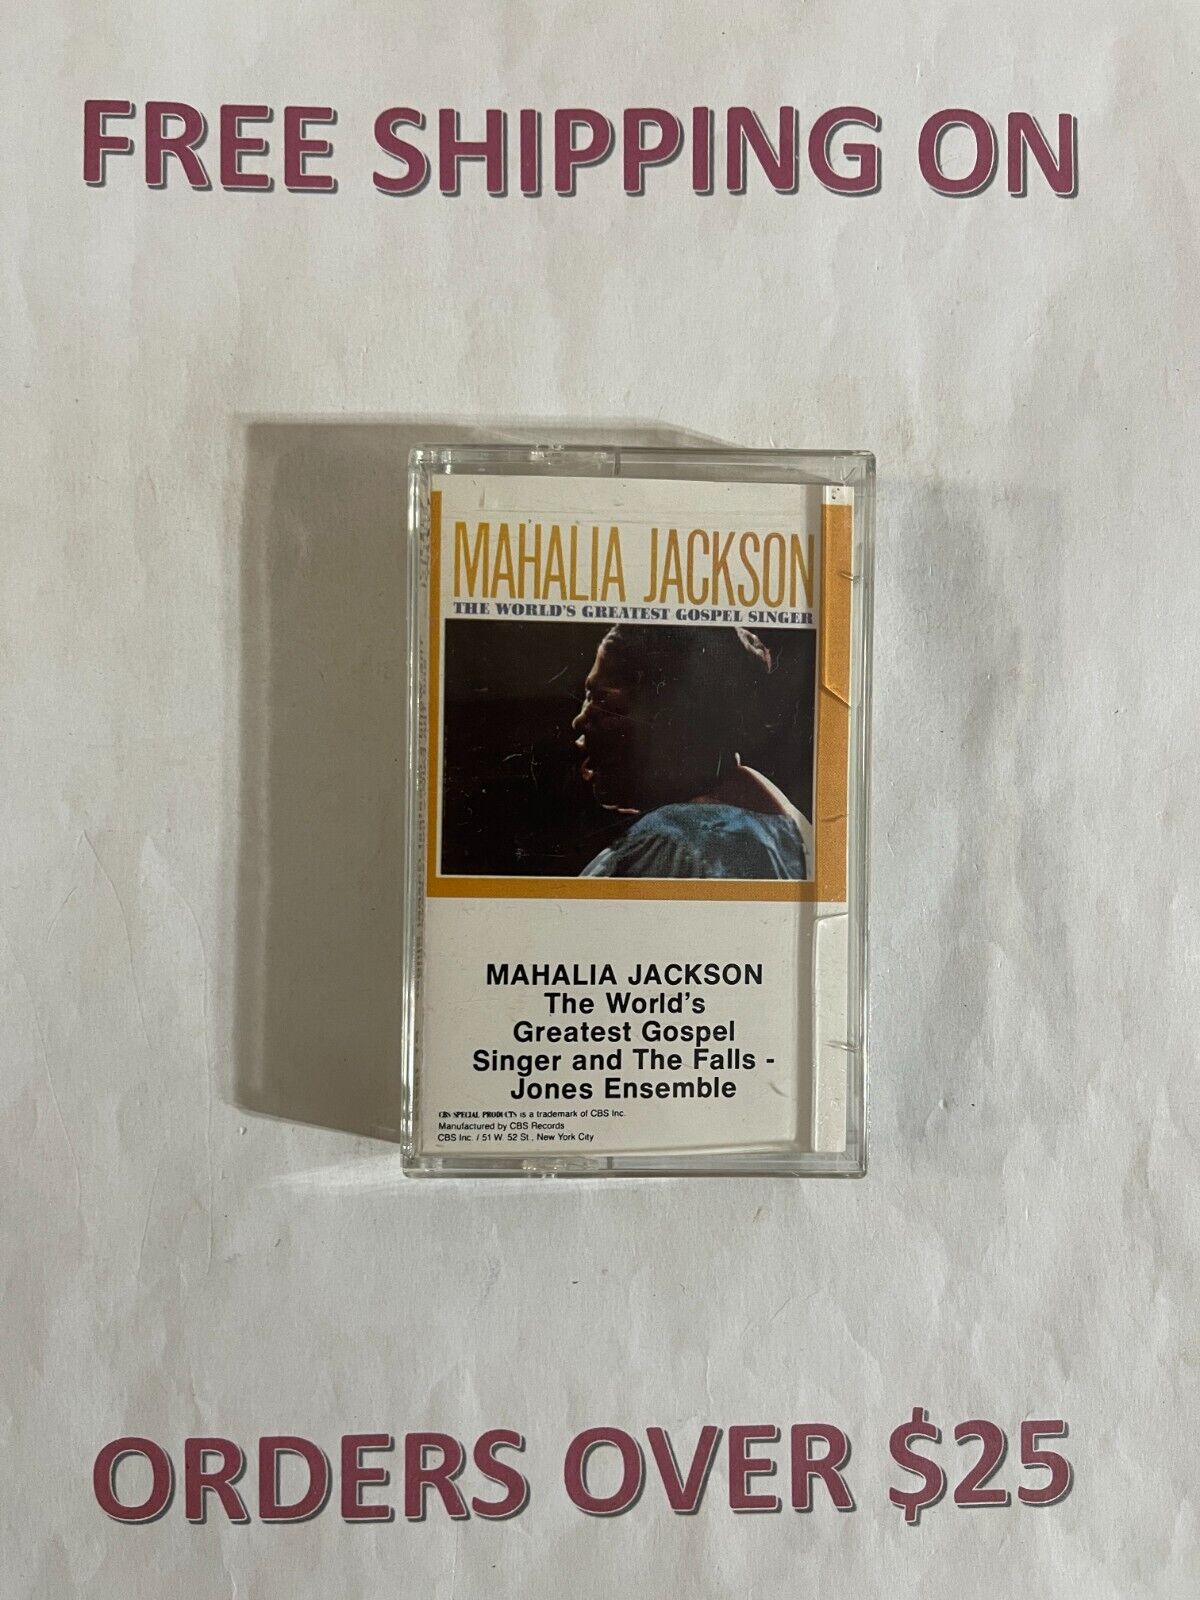 FREE SHIPPING ON
MAHALIA JACKSON
THE WORLD'S GREATEST GOSPEL SINGER
MAHALIA JACKSON
The World's
Greatest Gospel
Singer and The Falls -
Jones Ensemble
CBS SPECIAL PRODUCTS is a trademark of CBS Inc.
Manufactured by CBS Records
CBS Inc. / 51 W. 52 St., New York City
ORDERS OVER $25